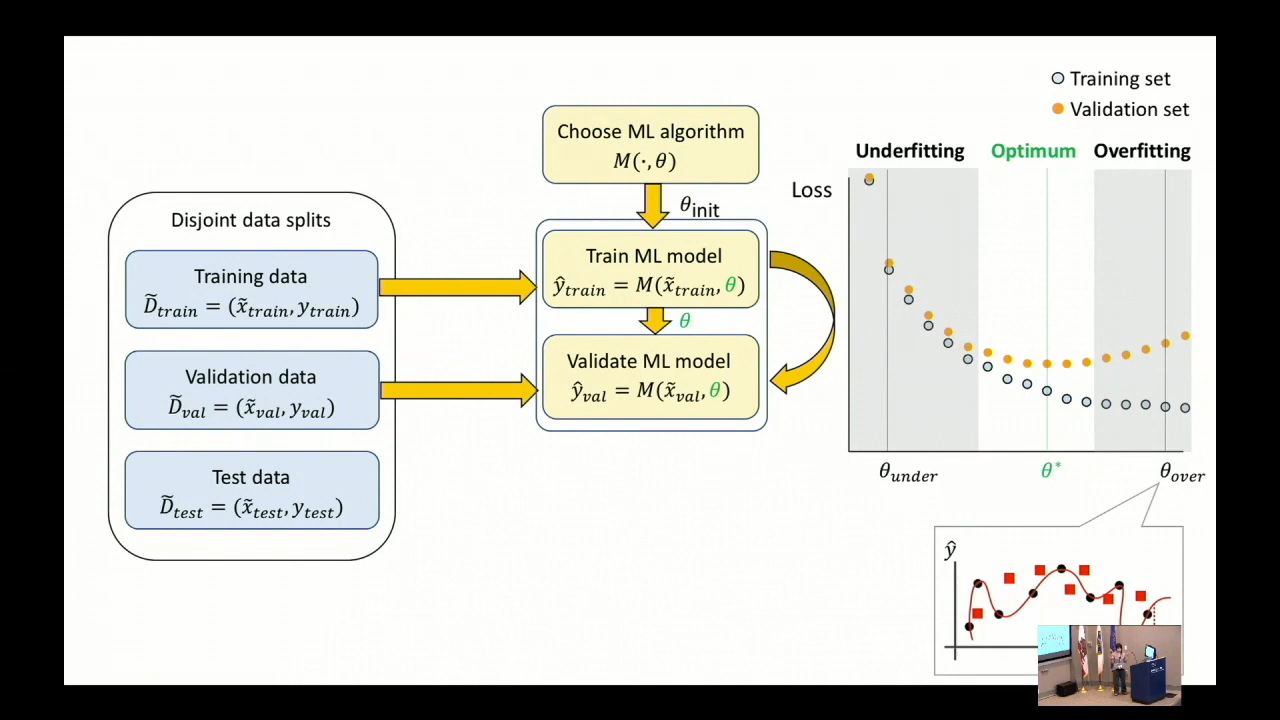 Training set
Validation set
Underfitting Optimum Overfitting
Loss
Choose ML algorithm
M(·, θ)
θ_init
Disjoint data splits
Training data
D̃_train = (x̃_train, y_train)
Validation data
D̃_val = (x̃_val, y_val)
Test data
D̃_test = (x̃_test, y_test)
Train ML model
ŷ_train = M(x̃_train, θ)
θ
Validate ML model
ŷ_val = M(x̃_val, θ)
θ_under θ* θ_over
ŷ